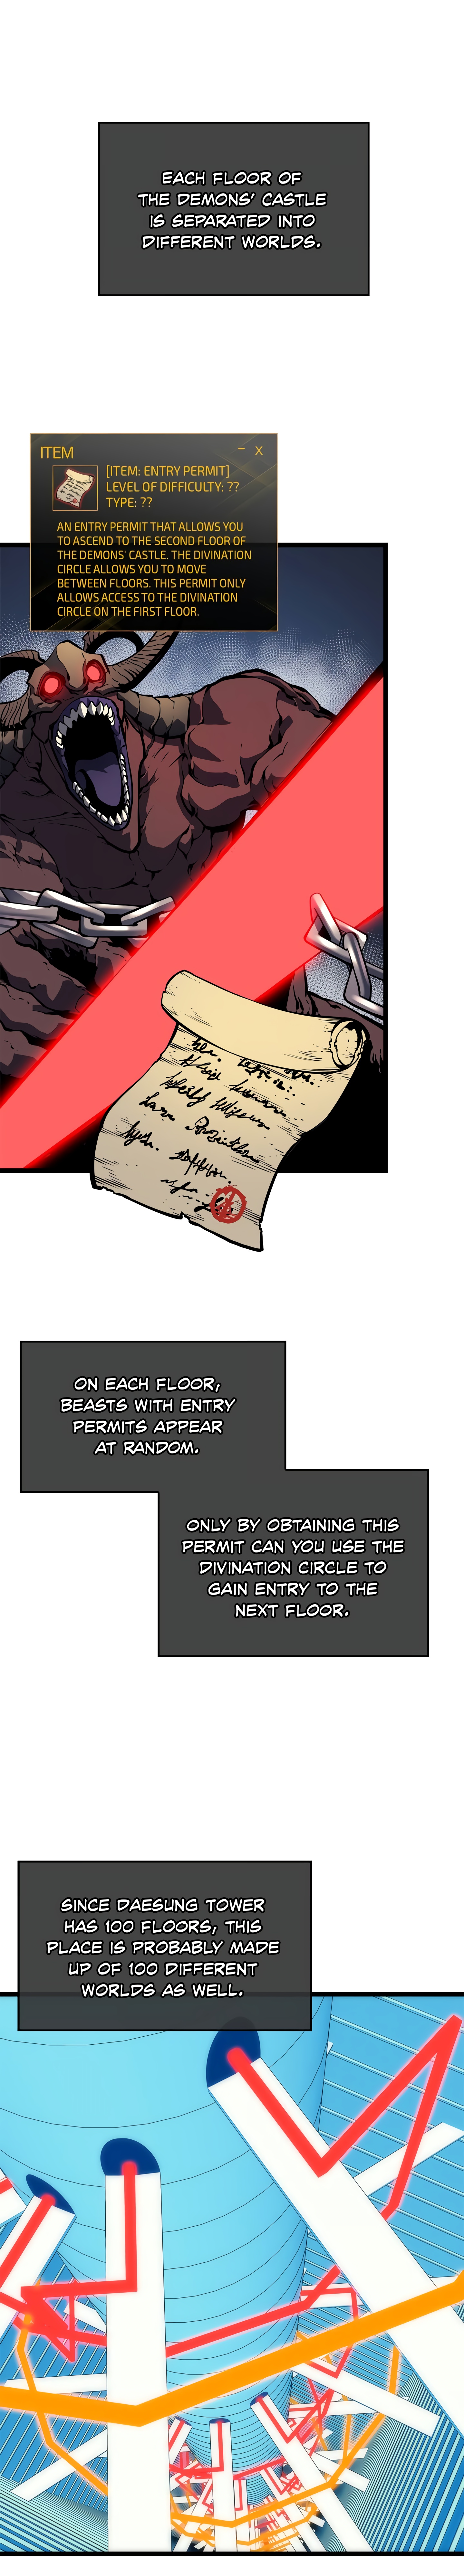 EACH FLOOR OF
THE DEMONS' CASTLE
IS SEPARATED INTO
DIFFERENT WORLDS.
ITEM
- X
[ITEM: ENTRY PERMIT]
LEVEL OF DIFFICULTY: ??
TYPE: ??
AN ENTRY PERMIT THAT ALLOWS YOU
TO ASCEND TO THE SECOND FLOOR OF
THE DEMONS' CASTLE. THE DIVINATION
CIRCLE ALLOWS YOU TO MOVE
BETWEEN FLOORS. THIS PERMIT ONLY
ALLOWS ACCESS TO THE DIVINATION
CIRCLE ON THE FIRST FLOOR.
ON EACH FLOOR,
BEASTS WITH ENTRY
PERMITS APPEAR
AT RANDOM.
ONLY BY OBTAINING THIS
PERMIT CAN YOU USE THE
DIVINATION CIRCLE TO
GAIN ENTRY TO THE
NEXT FLOOR.
SINCE DAESUNG TOWER
HAS 100 FLOORS, THIS
PLACE IS PROBABLY MADE
UP OF 100 DIFFERENT
WORLDS AS WELL.